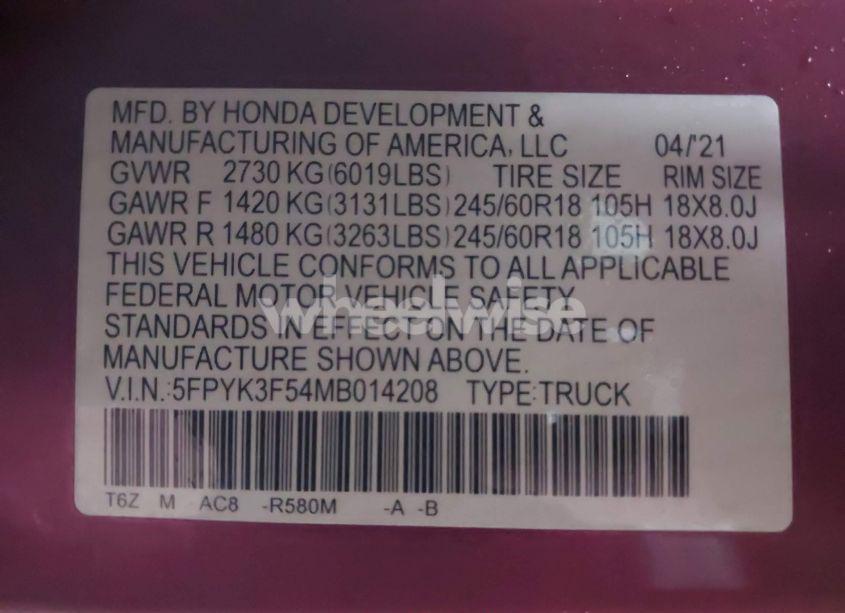 MFD. BY HONDA DEVELOPMENT &
MANUFACTURING OF AMERICA, LLC 04/'21
GVWR 2730 KG(6019LBS) TIRE SIZE RIM SIZE
GAWR F 1420 KG(3131LBS)245/60R18 105H 18X8.0J
GAWR R 1480 KG(3263LBS)245/60R18 105H 18X8.0J
THIS VEHICLE CONFORMS TO ALL APPLICABLE
FEDERAL MOTOR VEHICLE SAFETY
wheelwise
STANDARDS IN EFFECT ON THE DATE OF
MANUFACTURE SHOWN ABOVE.
V.I.N.:5FPYK3F54MB014208 TYPE:TRUCK
T6Z M AC8 -R580M -A -B